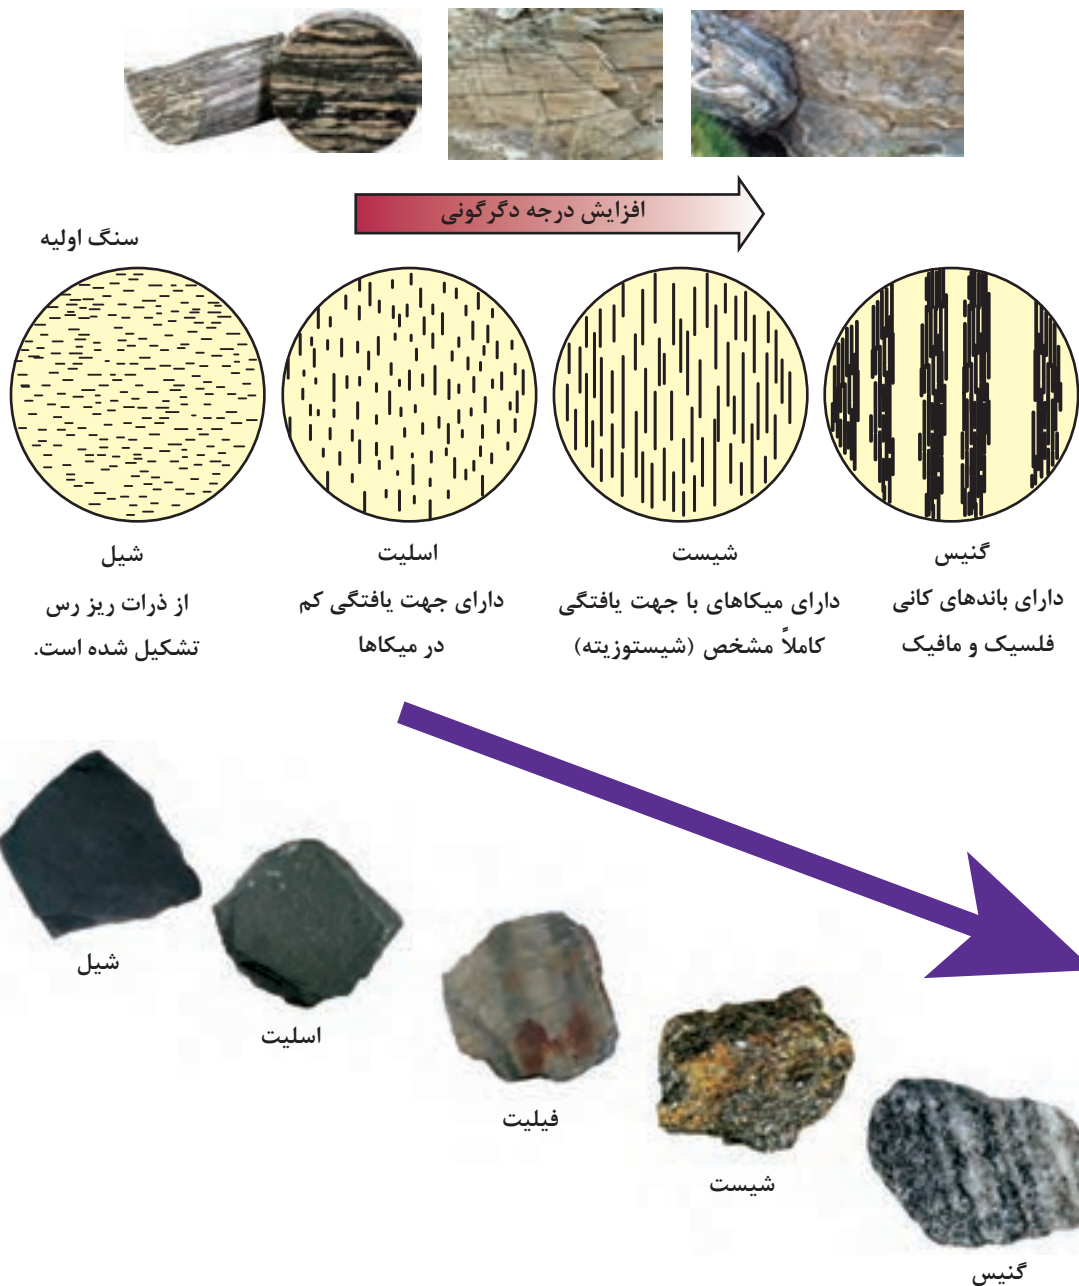 افزایش درجه دگرگونی
سنگ اولیه
شیل
از ذرات ریز رس
تشکیل شده است.
اسلیت
دارای جهت یافتگی کم
در میکاها
شیست
دارای میکاهای با جهت یافتگی
کاملاً مشخص (شیستوزیته)
گنیس
دارای باندهای کانی
فلسیک و مافیک
شیل
اسلیت
فیلیت
شیست
گنیس